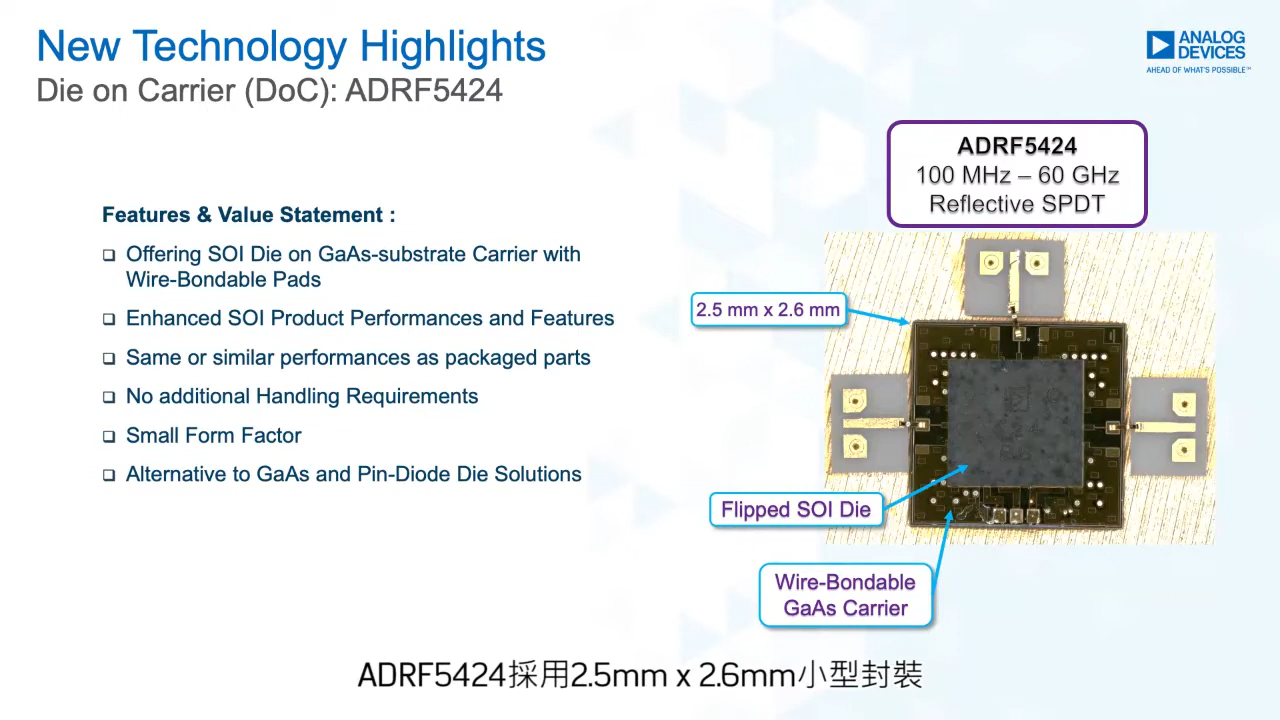 New Technology Highlights
Die on Carrier (DoC): ADRF5424
ANALOG
DEVICES
AHEAD OF WHAT'S POSSIBLE™
ADRF5424
100 MHz – 60 GHz
Reflective SPDT
Features & Value Statement :
Offering SOI Die on GaAs-substrate Carrier with
Wire-Bondable Pads
Enhanced SOI Product Performances and Features
Same or similar performances as packaged parts
No additional Handling Requirements
Small Form Factor
Alternative to GaAs and Pin-Diode Die Solutions
2.5 mm x 2.6 mm
Flipped SOI Die
Wire-Bondable
GaAs Carrier
ADRF5424採用2.5mm x 2.6mm小型封裝